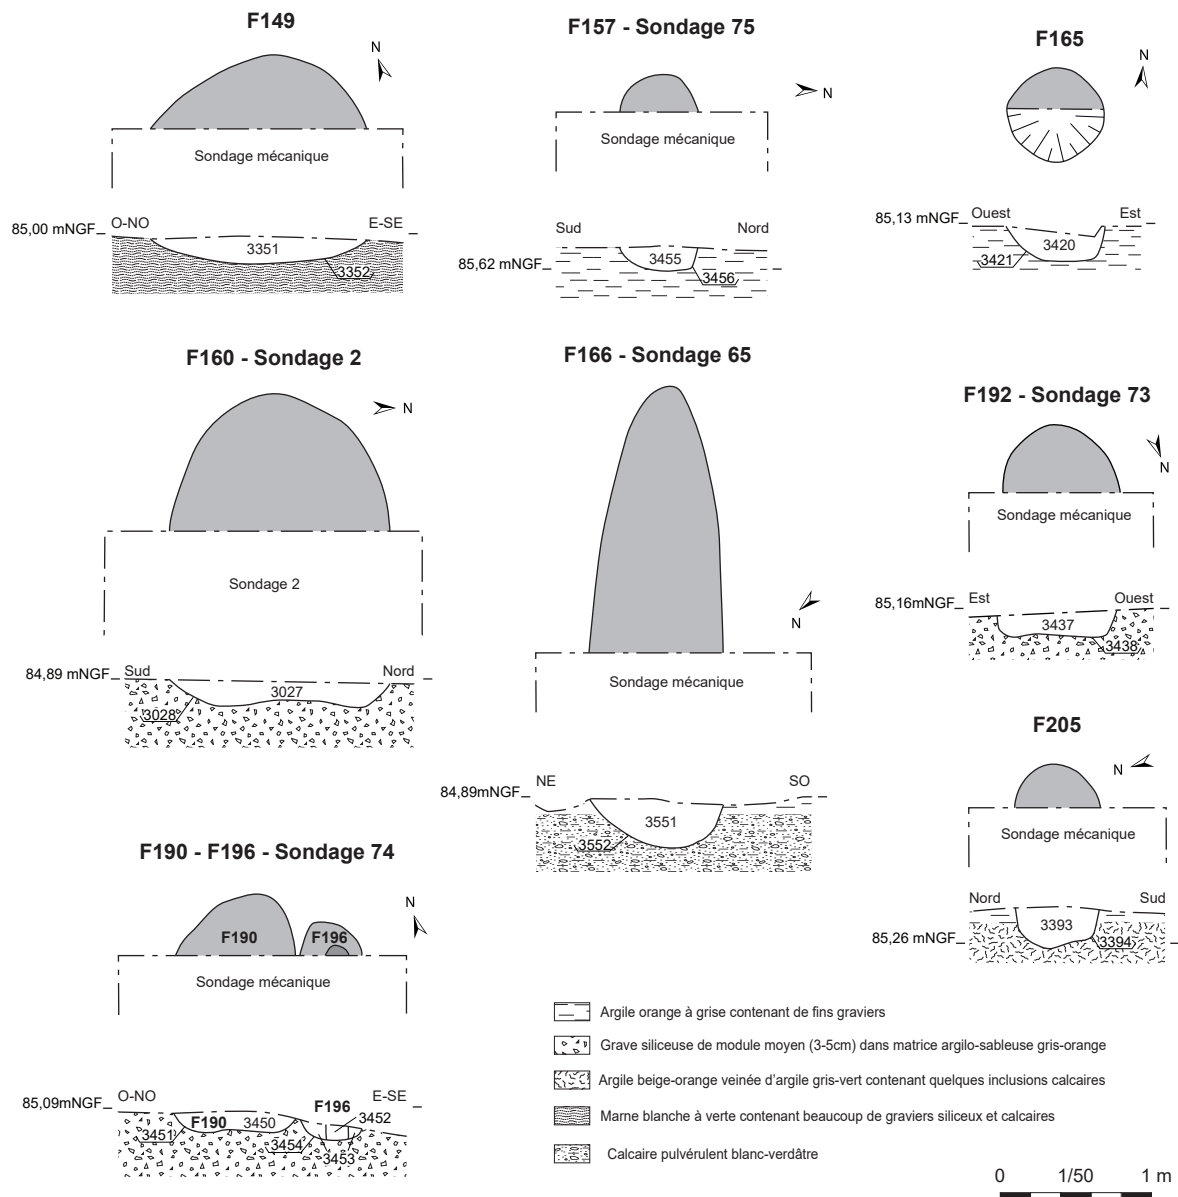 F149
N
Sondage mécanique
85,00 mNGF
O-NO
E-SE
3351
3352
F157 - Sondage 75
N
Sondage mécanique
Sud
Nord
85,62 mNGF
3455
3456
F165
N
85,13 mNGF
Ouest
Est
3420
3421
F160 - Sondage 2
N
Sondage 2
84,89 mNGF
Sud
Nord
3027
3028
F166 - Sondage 65
N
Sondage mécanique
84,89mNGF
NE
SO
3551
3552
F192 - Sondage 73
N
Sondage mécanique
85,16mNGF
Est
Ouest
3437
3438
F205
N
Sondage mécanique
Nord
Sud
85,26 mNGF
3393
3394
F190 - F196 - Sondage 74
N
F190
F196
Sondage mécanique
85,09mNGF
O-NO
E-SE
F196
F190
3450
3452
3451
3454
3453
Argile orange à grise contenant de fins graviers
Grave siliceuse de module moyen (3-5cm) dans matrice argilo-sableuse gris-orange
Argile beige-orange veinée d'argile gris-vert contenant quelques inclusions calcaires
Marne blanche à verte contenant beaucoup de graviers siliceux et calcaires
Calcaire pulvérulent blanc-verdâtre
0 1/50 1 m